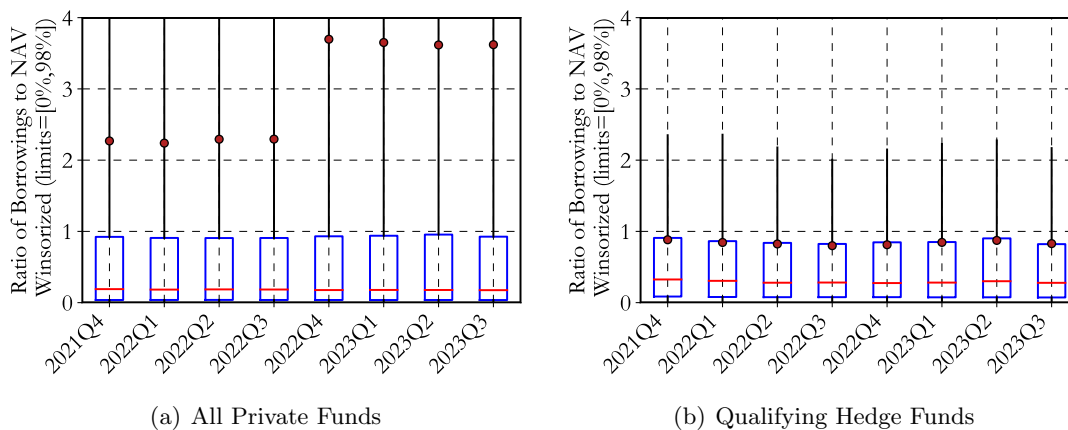 Ratio of Borrowings to NAV
Winsorized (limits=[0%,98%])
4
3
2
1
0
2021Q4
2022Q1
2022Q2
2022Q3
2022Q4
2023Q1
2023Q2
2023Q3
(a) All Private Funds
Ratio of Borrowings to NAV
Winsorized (limits=[0%,98%])
4
3
2
1
0
2021Q4
2022Q1
2022Q2
2022Q3
2022Q4
2023Q1
2023Q2
2023Q3
(b) Qualifying Hedge Funds